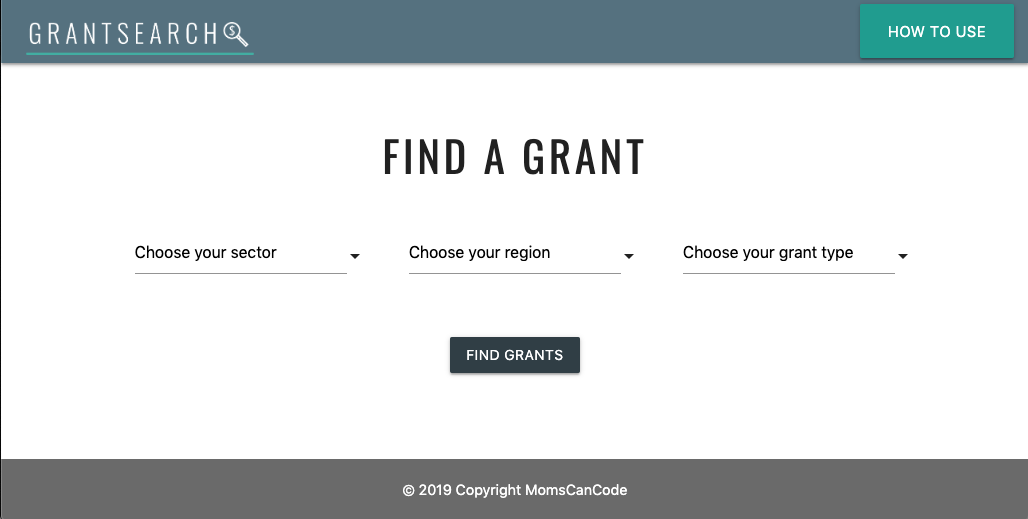 GRANTSEARCH
HOW TO USE
FIND A GRANT
Choose your sector
Choose your region
Choose your grant type
FIND GRANTS
© 2019 Copyright MomsCanCode